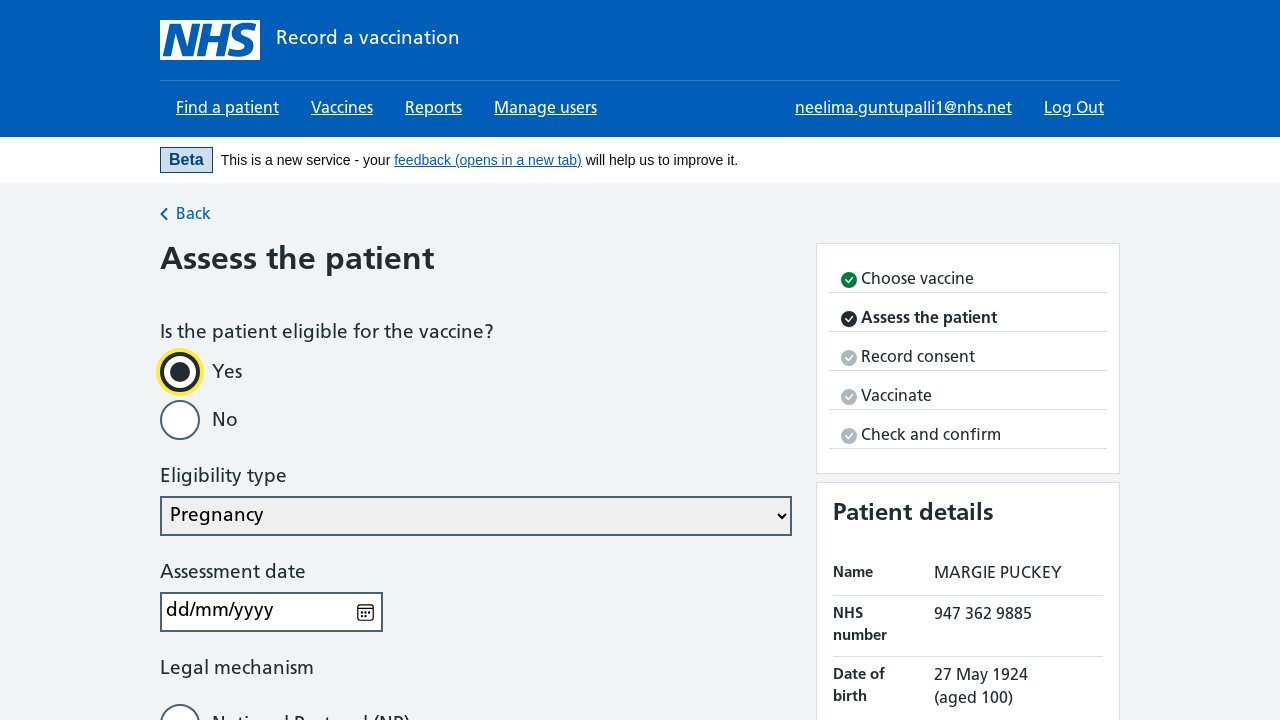 NHS Record a vaccination
Find a patient Vaccines Reports Manage users neelima.guntupalli1@nhs.net Log Out
Beta This is a new service - your feedback (opens in a new tab) will help us to improve it.
Back
Assess the patient
Is the patient eligible for the vaccine?
Yes
No
Eligibility type
Pregnancy
Assessment date
dd/mm/yyyy
Legal mechanism
National Protocol (NP)
Choose vaccine
Assess the patient
Record consent
Vaccinate
Check and confirm
Patient details
Name MARGIE PUCKEY
NHS number 947 362 9885
Date of birth 27 May 1924 (aged 100)